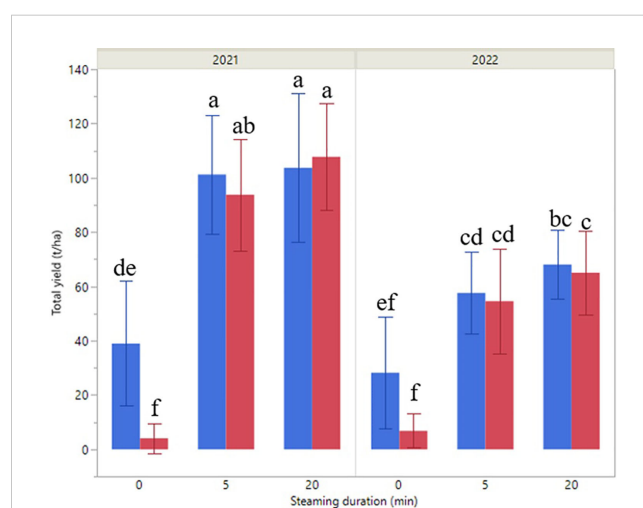 2021 2022
140
120
100
80
60
40
20
0
Total yield (t/ha)
de f a ab a a ef f cd cd bc c
0 5 20 0 5 20
Steaming duration (min)